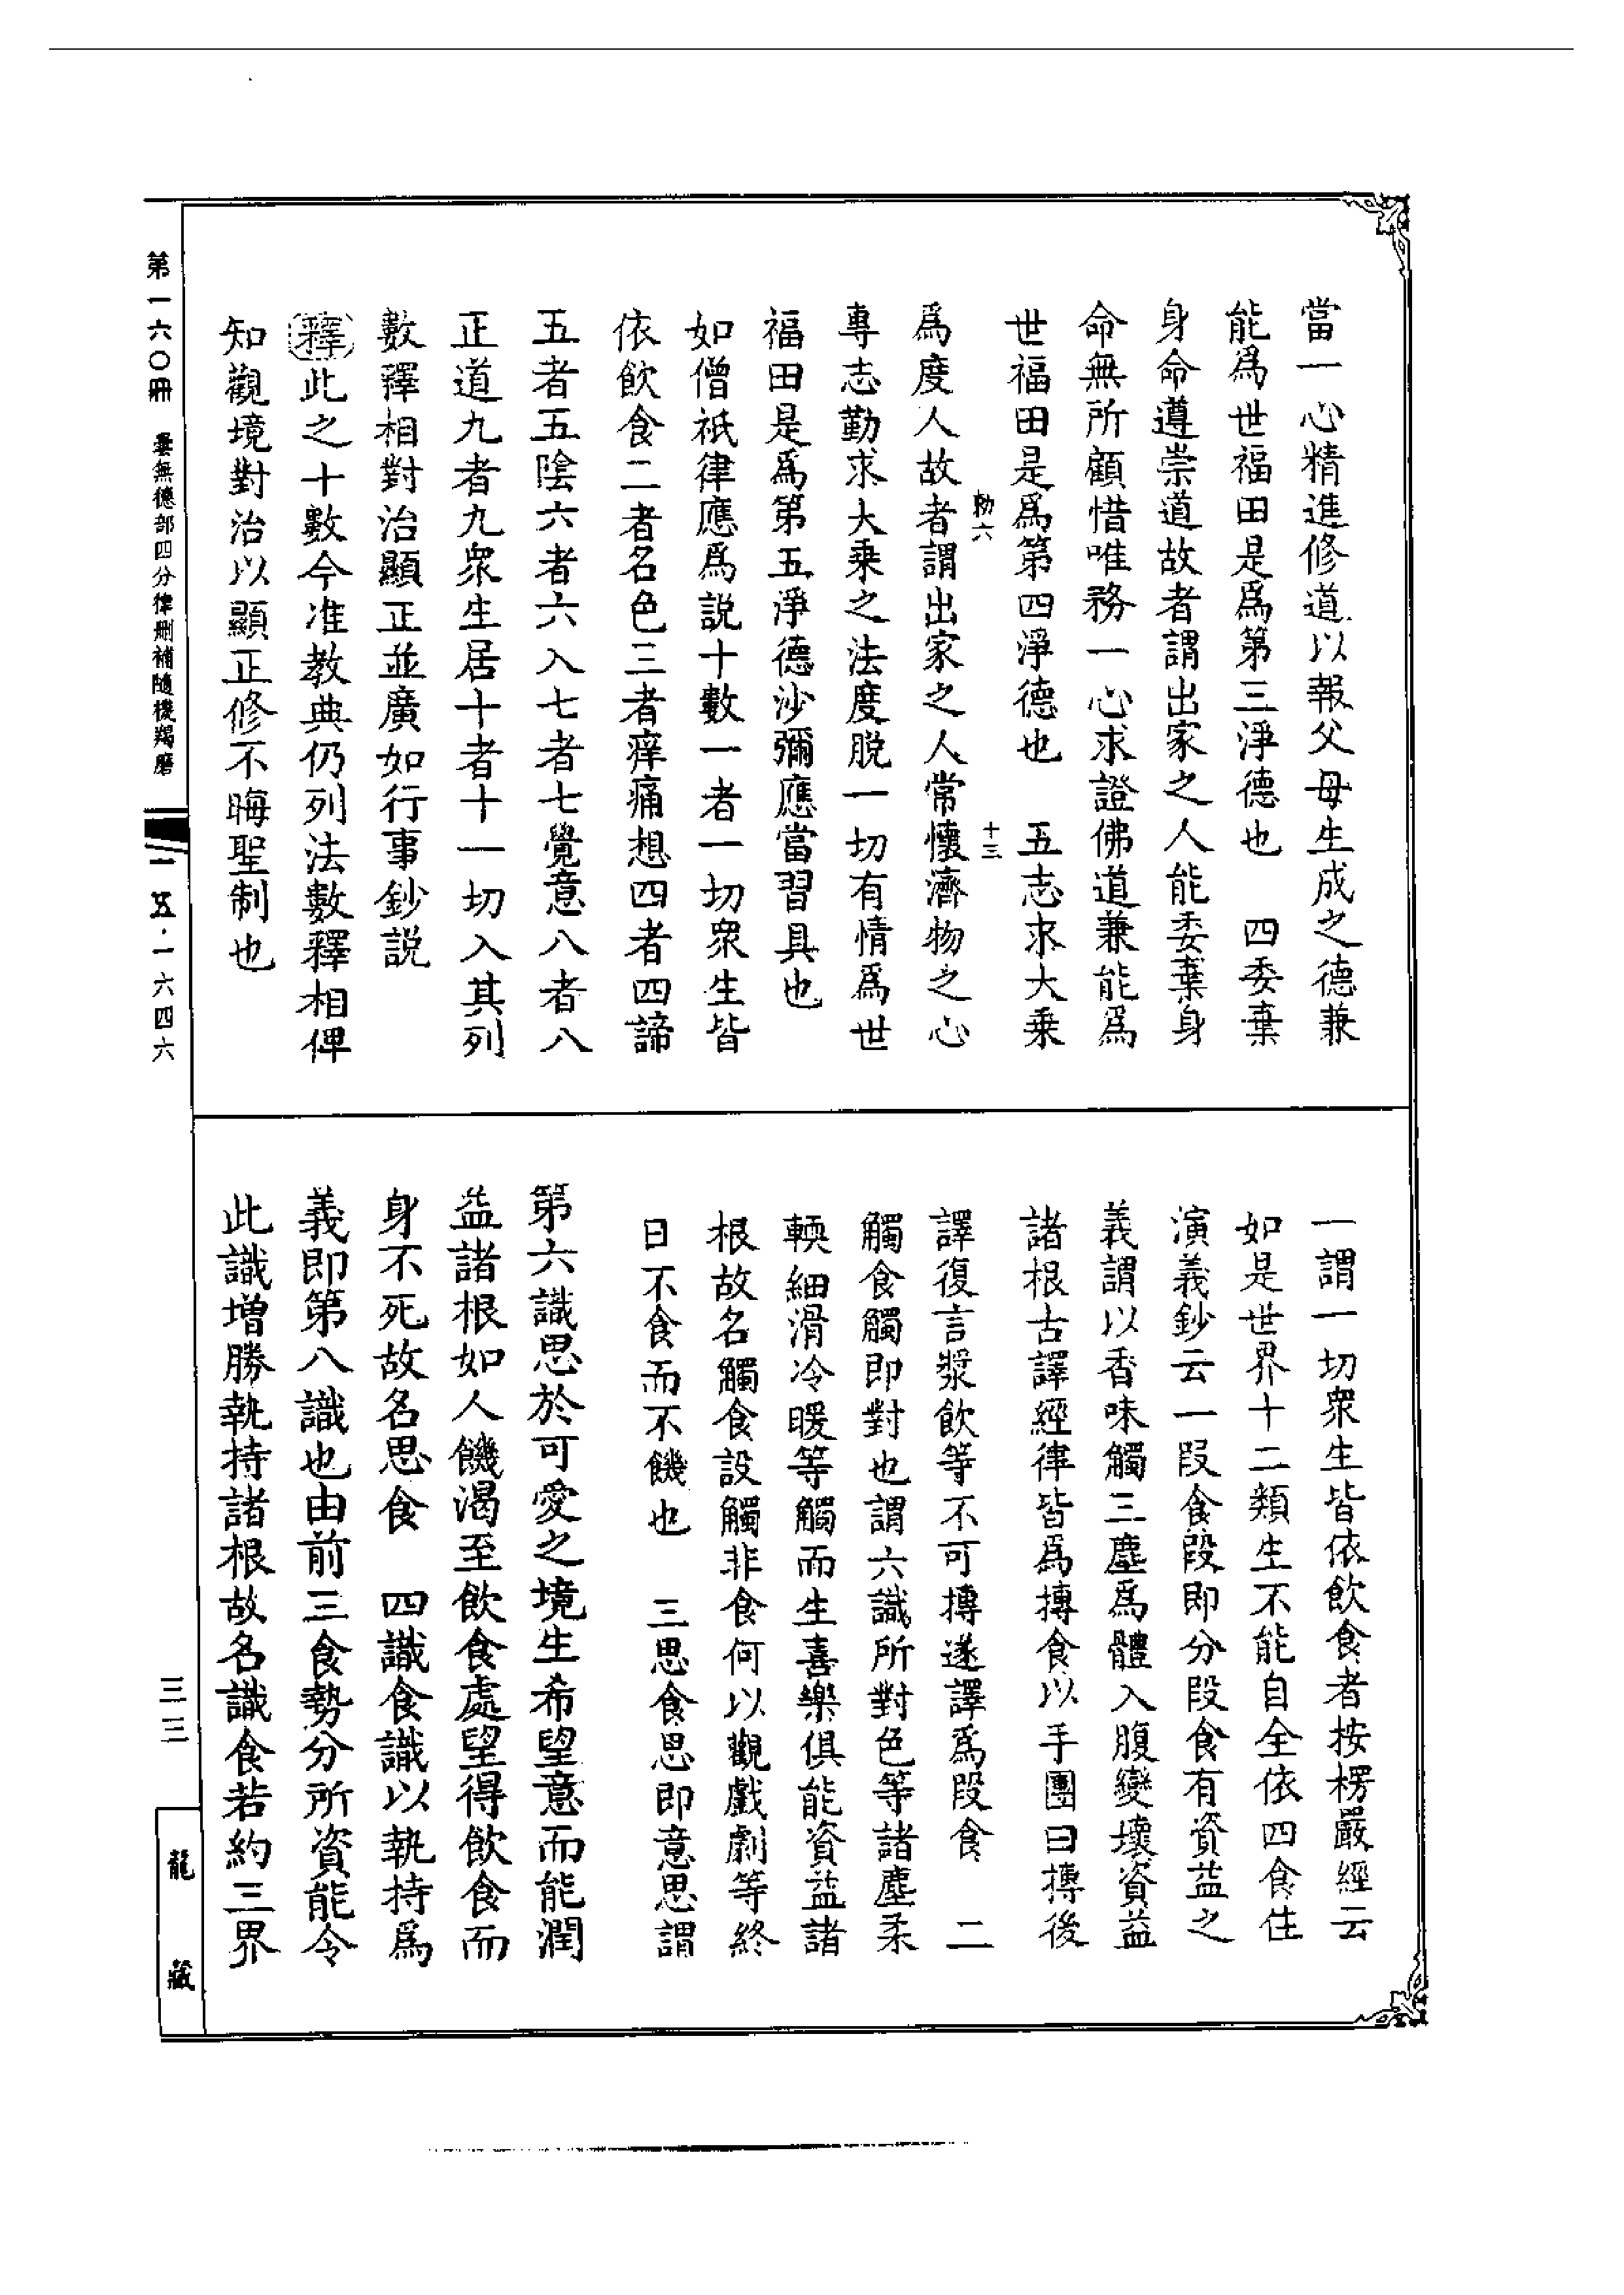 當一心精進修道以報父母生成之德兼
能爲世福田是爲第三淨德也　四委棄
身命遵崇道故者謂出家之人能委棄身
命無所顧惜唯務一心求證佛道兼能爲
世福田是爲第四淨德也　五志求大乗
勑六　十三
爲度人故者謂出家之人常懷濟物之心
專志勤求大乗之法度脫一切有情爲世
福田是爲第五淨德沙彌應當習具也
如僧祇律應爲説十數一者一切衆生皆
依飲食二者名色三者痒痛想四者四諦
五者五陰六者六入七者七覺意八者八
正道九者九衆生居十者十一切入其列
數釋相對治顯正並廣如行事鈔説
釋此之十數今准教典仍列法數釋相俾
知觀境對治以顯正修不晦聖制也
一謂一切衆生皆依飲食者按楞嚴經云
如是世界十二類生不能自全依四食住
演義鈔云一叚食叚即分段食有資益之
義謂以香味觸三塵爲體入腹變壞資益
諸根古譯經律皆爲摶食以手團曰摶後
譯復言漿飲等不可摶遂譯爲叚食　二
觸食觸即對也謂六識所對色等諸塵柔
輭細滑冷暖等觸而生喜樂俱能資益諸
根故名觸食設觸非食何以觀戲劇等終
日不食而不饑也　三思食思即意思謂
第六識思於可愛之境生希望意而能潤
益諸根如人饑渴至飲食處望得飲食而
身不死故名思食　四識食識以執持爲
義即第八識也由前三食勢分所資能令
此識增勝執持諸根故名識食若約三界
第一六〇冊　曇無德部四分律刪補隨機羯磨
一五·一六四六
三三
龍藏